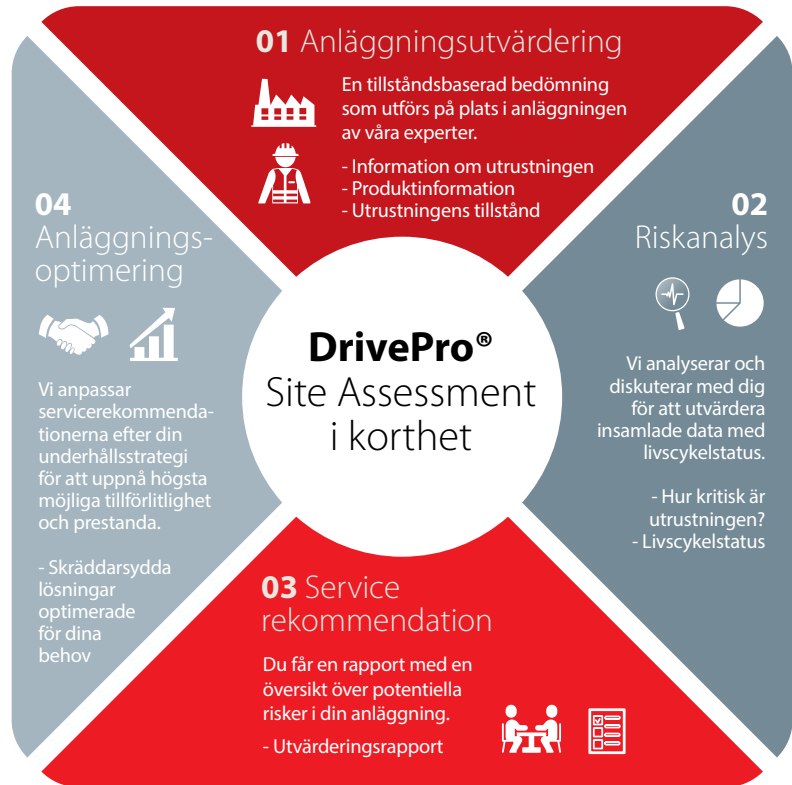 01 Anläggningsutvärdering
En tillståndsbaserad bedömning
som utförs på plats i anläggningen
av våra experter.
- Information om utrustningen
- Produktinformation
- Utrustningens tillstånd
02
Riskanalys
Vi analyserar och
diskuterar med dig
för att utvärdera
insamlade data med
livscykelstatus.
- Hur kritisk är
utrustningen?
- Livscykelstatus
DrivePro®
Site Assessment
i korthet
03 Service
rekommendation
Du får en rapport med en
översikt över potentiella
risker i din anläggning.
- Utvärderingsrapport
04
Anläggnings-
optimering
Vi anpassar
servicerekommenda-
tionerna efter din
underhållsstrategi
för att uppnå högsta
möjliga tillförlitlighet
och prestanda.
- Skräddarsydda
lösningar
optimerade
för dina
behov